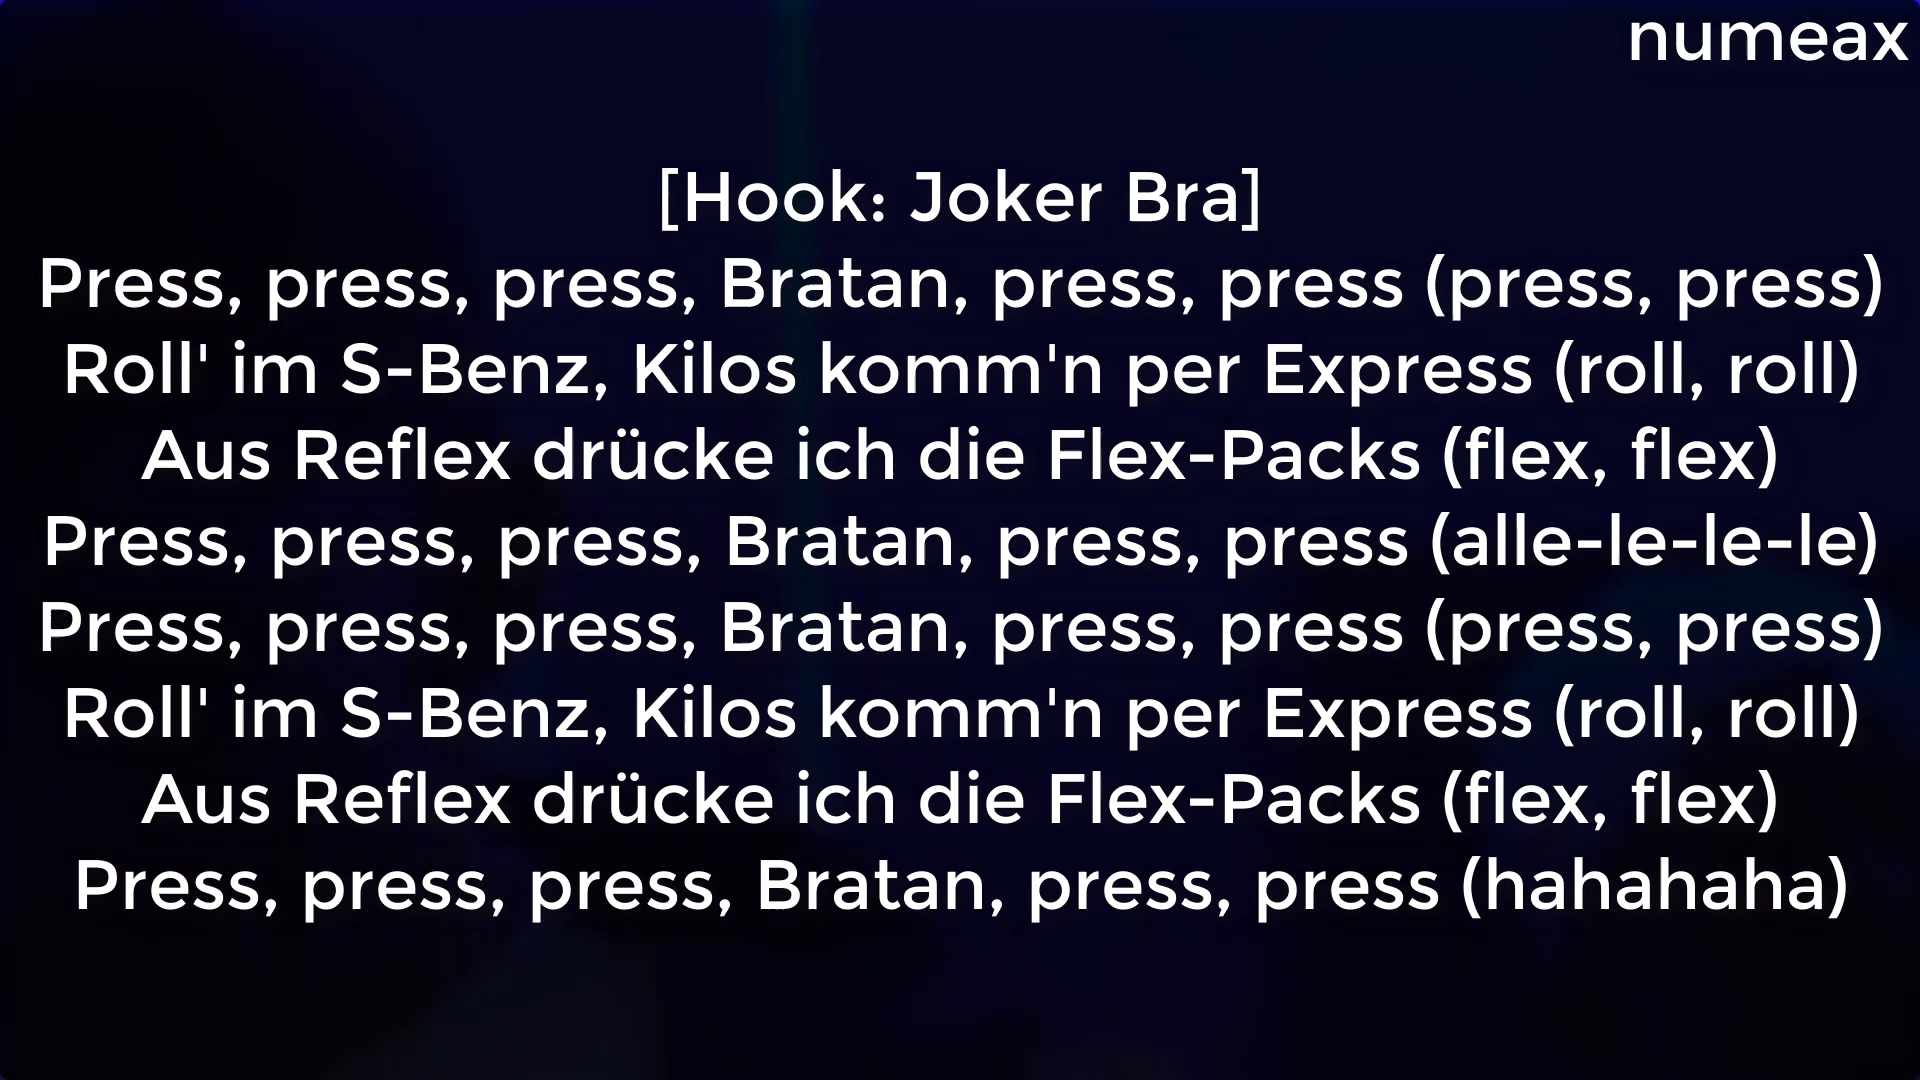 numeax
[Hook: Joker Bra]
Press, press, press, Bratan, press, press (press, press)
Roll' im S-Benz, Kilos komm'n per Express (roll, roll)
Aus Reflex drücke ich die Flex-Packs (flex, flex)
Press, press, press, Bratan, press, press (alle-le-le-le)
Press, press, press, Bratan, press, press (press, press)
Roll' im S-Benz, Kilos komm'n per Express (roll, roll)
Aus Reflex drücke ich die Flex-Packs (flex, flex)
Press, press, press, Bratan, press, press (hahahaha)